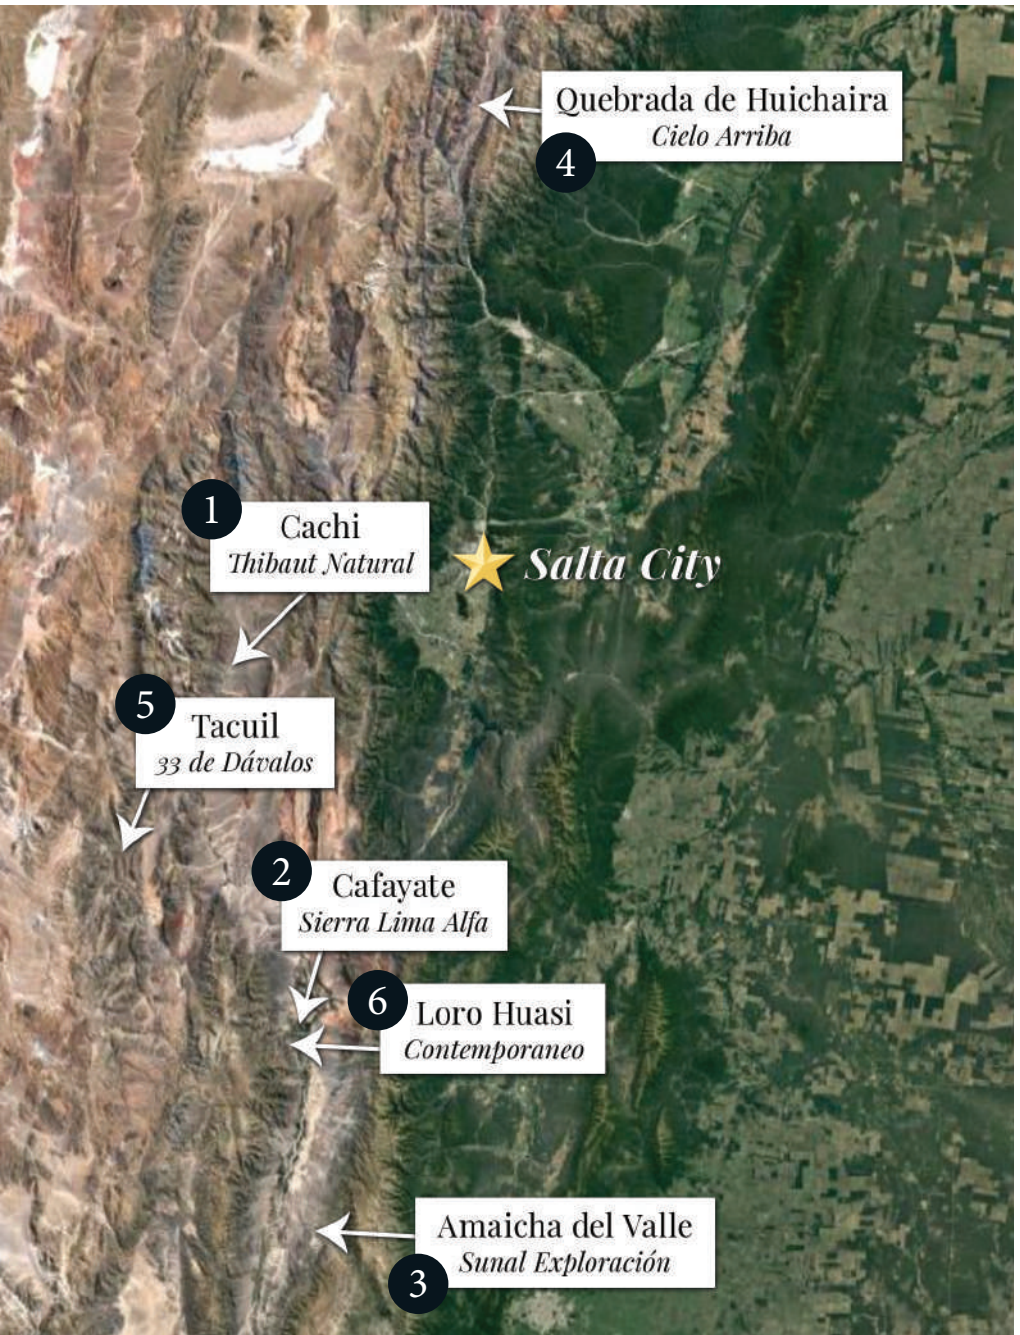 Quebrada de Huichaira
Cielo Arriba
4
1
Cachi
Thibaut Natural
Salta City
5
Tacuil
33 de Dávalos
2
Cafayate
Sierra Lima Alfa
6
Loro Huasi
Contemporaneo
Amaicha del Valle
Sunal Exploración
3